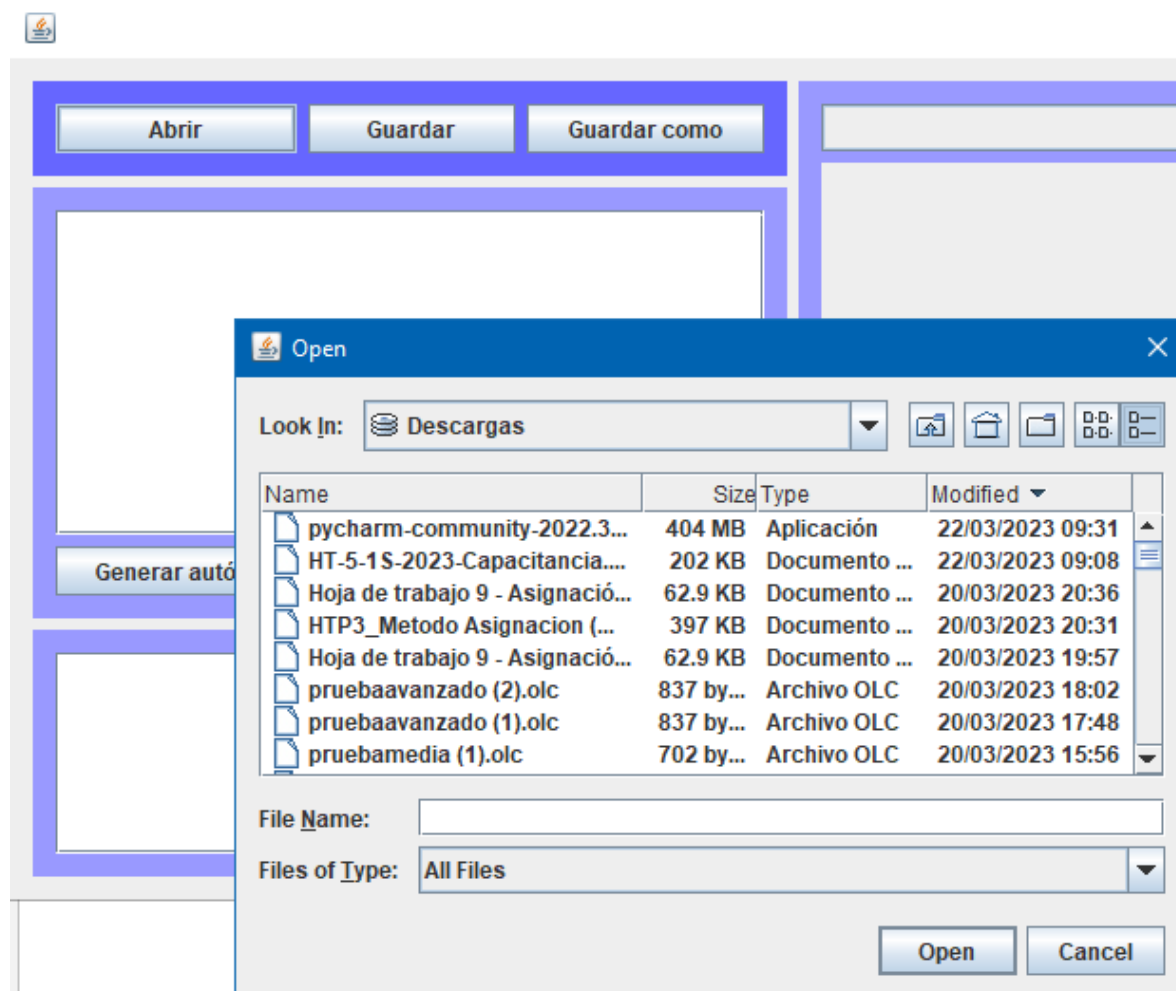 Abrir Guardar Guardar como
Open
Look In: Descargas
Name Size Type Modified
pycharm-community-2022.3... 404 MB Aplicación 22/03/2023 09:31
HT-5-1S-2023-Capacitancia.... 202 KB Documento ... 22/03/2023 09:08
Hoja de trabajo 9 - Asignació... 62.9 KB Documento ... 20/03/2023 20:36
HTP3_Metodo Asignacion (... 397 KB Documento ... 20/03/2023 20:31
Hoja de trabajo 9 - Asignació... 62.9 KB Documento ... 20/03/2023 19:57
pruebaavanzado (2).olc 837 by... Archivo OLC 20/03/2023 18:02
pruebaavanzado (1).olc 837 by... Archivo OLC 20/03/2023 17:48
pruebamedia (1).olc 702 by... Archivo OLC 20/03/2023 15:56
Generar autó
File Name:
Files of Type: All Files
Open Cancel